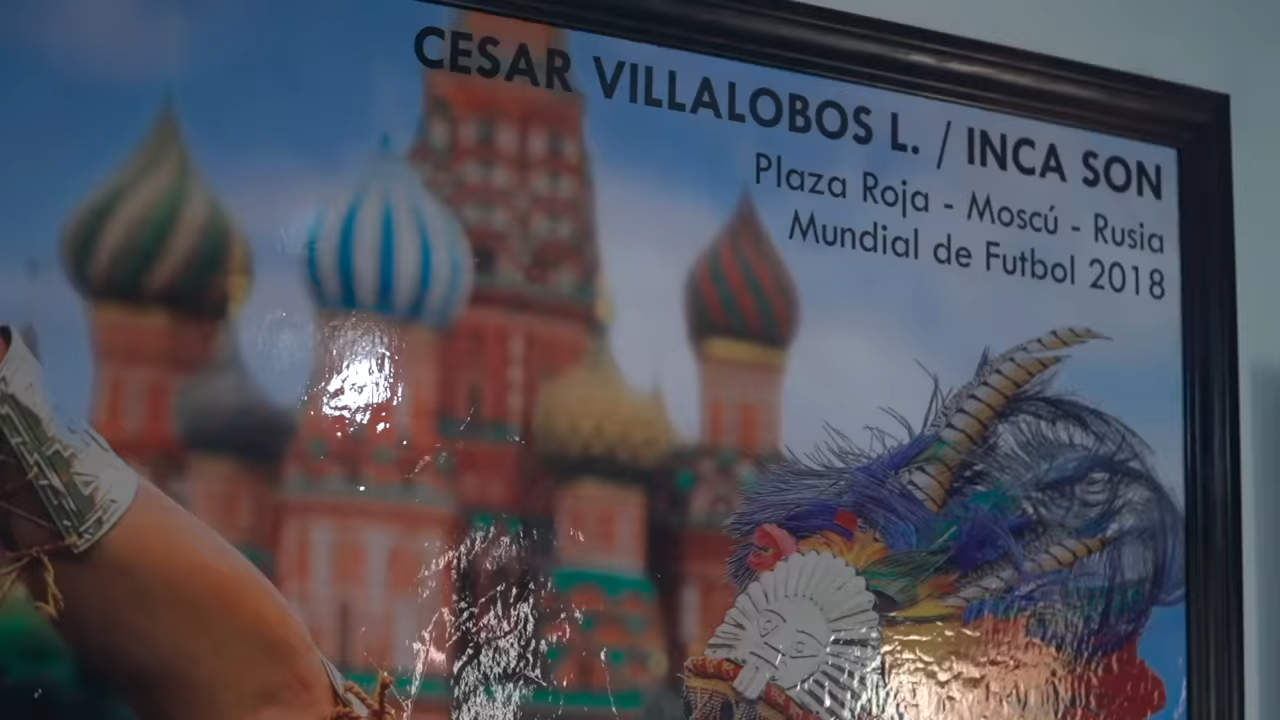 CESAR VILLALOBOS L. / INCA SON
Plaza Roja - Moscú - Rusia
Mundial de Futbol 2018